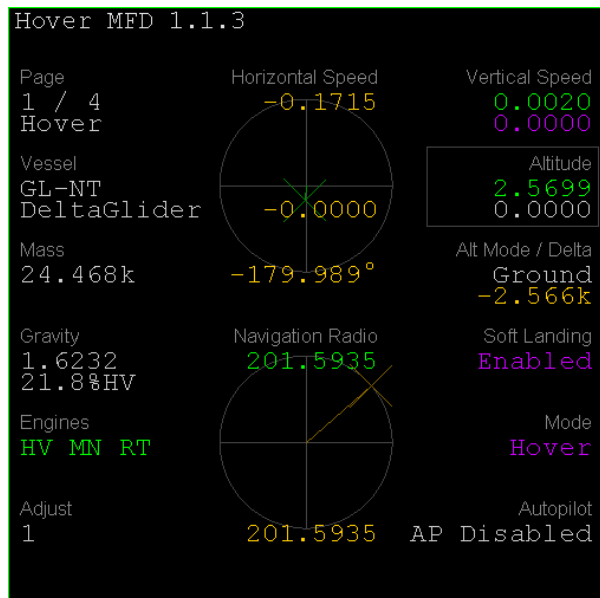 Hover MFD 1.1.3
Page Horizontal Speed Vertical Speed
1 / 4 -0.1715 0.0020
Hover 0.0000
Vessel Altitude
GL-NT 2.5699
DeltaGlider -0.0000 0.0000
Mass Alt Mode / Delta
24.468k -179.989° Ground
-2.566k
Gravity Navigation Radio Soft Landing
1.6232 201.5935 Enabled
21.8%HV
Engines Mode
HV MN RT Hover
Adjust Autopilot
1 201.5935 AP Disabled